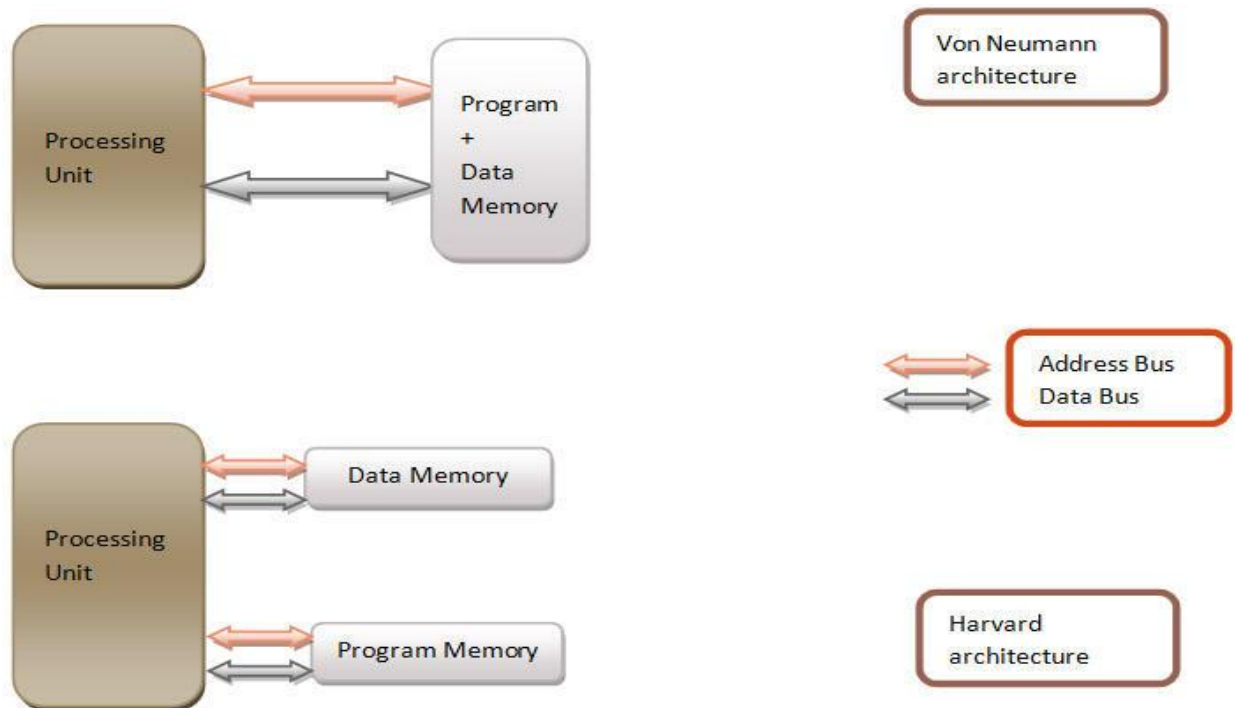 Processing
Unit
Program
+
Data
Memory
Von Neumann
architecture
Address Bus
Data Bus
Processing
Unit
Data Memory
Program Memory
Harvard
architecture